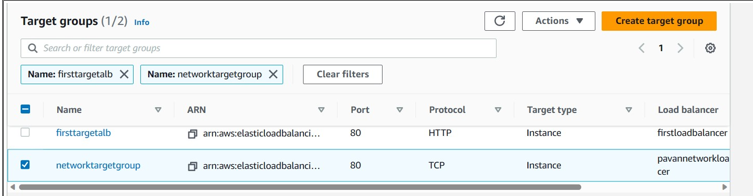 Target groups (1/2) Info
Actions
Create target group
Search or filter target groups
1
Name: firsttargetalb
Name: networktargetgroup
Clear filters
Name ARN Port Protocol Target type Load balancer
firsttargetalb arn:aws:elasticloadbalanci... 80 HTTP Instance firstloadbalancer
networktargetgroup arn:aws:elasticloadbalanci... 80 TCP Instance pavannetworkloa
cer